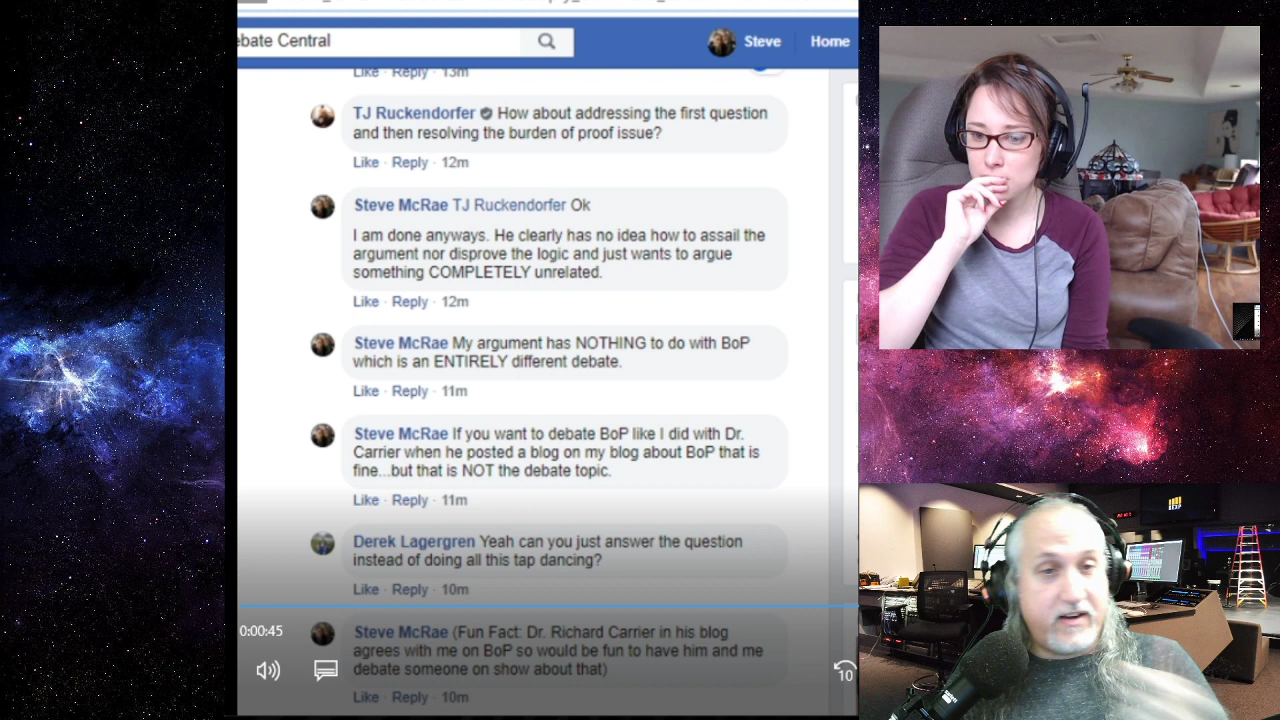 ebate Central
Steve
Home
Like · Reply · 13m
TJ Ruckendorfer How about addressing the first question
and then resolving the burden of proof issue?
Like · Reply · 12m
Steve McRae TJ Ruckendorfer Ok
I am done anyways. He clearly has no idea how to assail the
argument nor disprove the logic and just wants to argue
something COMPLETELY unrelated.
Like · Reply · 12m
Steve McRae My argument has NOTHING to do with BoP
which is an ENTIRELY different debate.
Like · Reply · 11m
Steve McRae If you want to debate BoP like I did with Dr.
Carrier when he posted a blog on my blog about BoP that is
fine...but that is NOT the debate topic.
Like · Reply · 11m
Derek Lagergren Yeah can you just answer the question
instead of doing all this tap dancing?
Like · Reply · 10m
0:00:45
Steve McRae (Fun Fact: Dr. Richard Carrier in his blog
agrees with me on BoP so would be fun to have him and me
debate someone on show about that)
10
Like · Reply · 10m